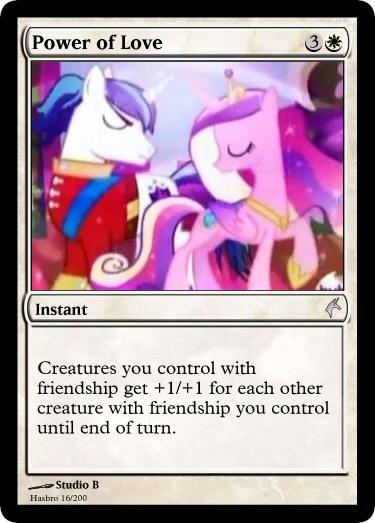 Power of Love 3
Instant
Creatures you control with
friendship get +1/+1 for each other
creature with friendship you control
until end of turn.
Studio B
Hasbro 16/200